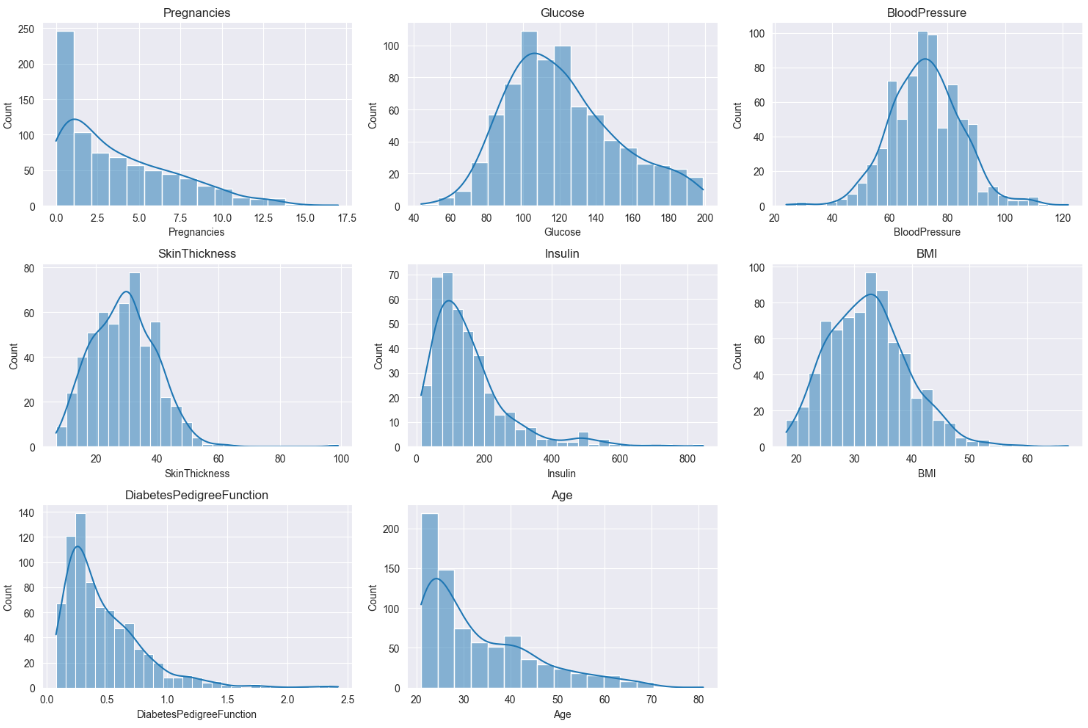 Pregnancies
Glucose
BloodPressure
250
200
150
100
50
0
Count
0.0 2.5 5.0 7.5 10.0 12.5 15.0 17.5
Pregnancies
100
80
60
40
20
0
Count
40 60 80 100 120 140 160 180 200
Glucose
100
80
60
40
20
0
Count
20 40 60 80 100 120
BloodPressure
SkinThickness
Insulin
BMI
80
60
40
20
0
Count
20 40 60 80 100
SkinThickness
70
60
50
40
30
20
10
0
Count
0 200 400 600 800
Insulin
100
80
60
40
20
0
Count
20 30 40 50 60
BMI
DiabetesPedigreeFunction
Age
140
120
100
80
60
40
20
0
Count
0.0 0.5 1.0 1.5 2.0 2.5
DiabetesPedigreeFunction
200
150
100
50
0
Count
20 30 40 50 60 70 80
Age